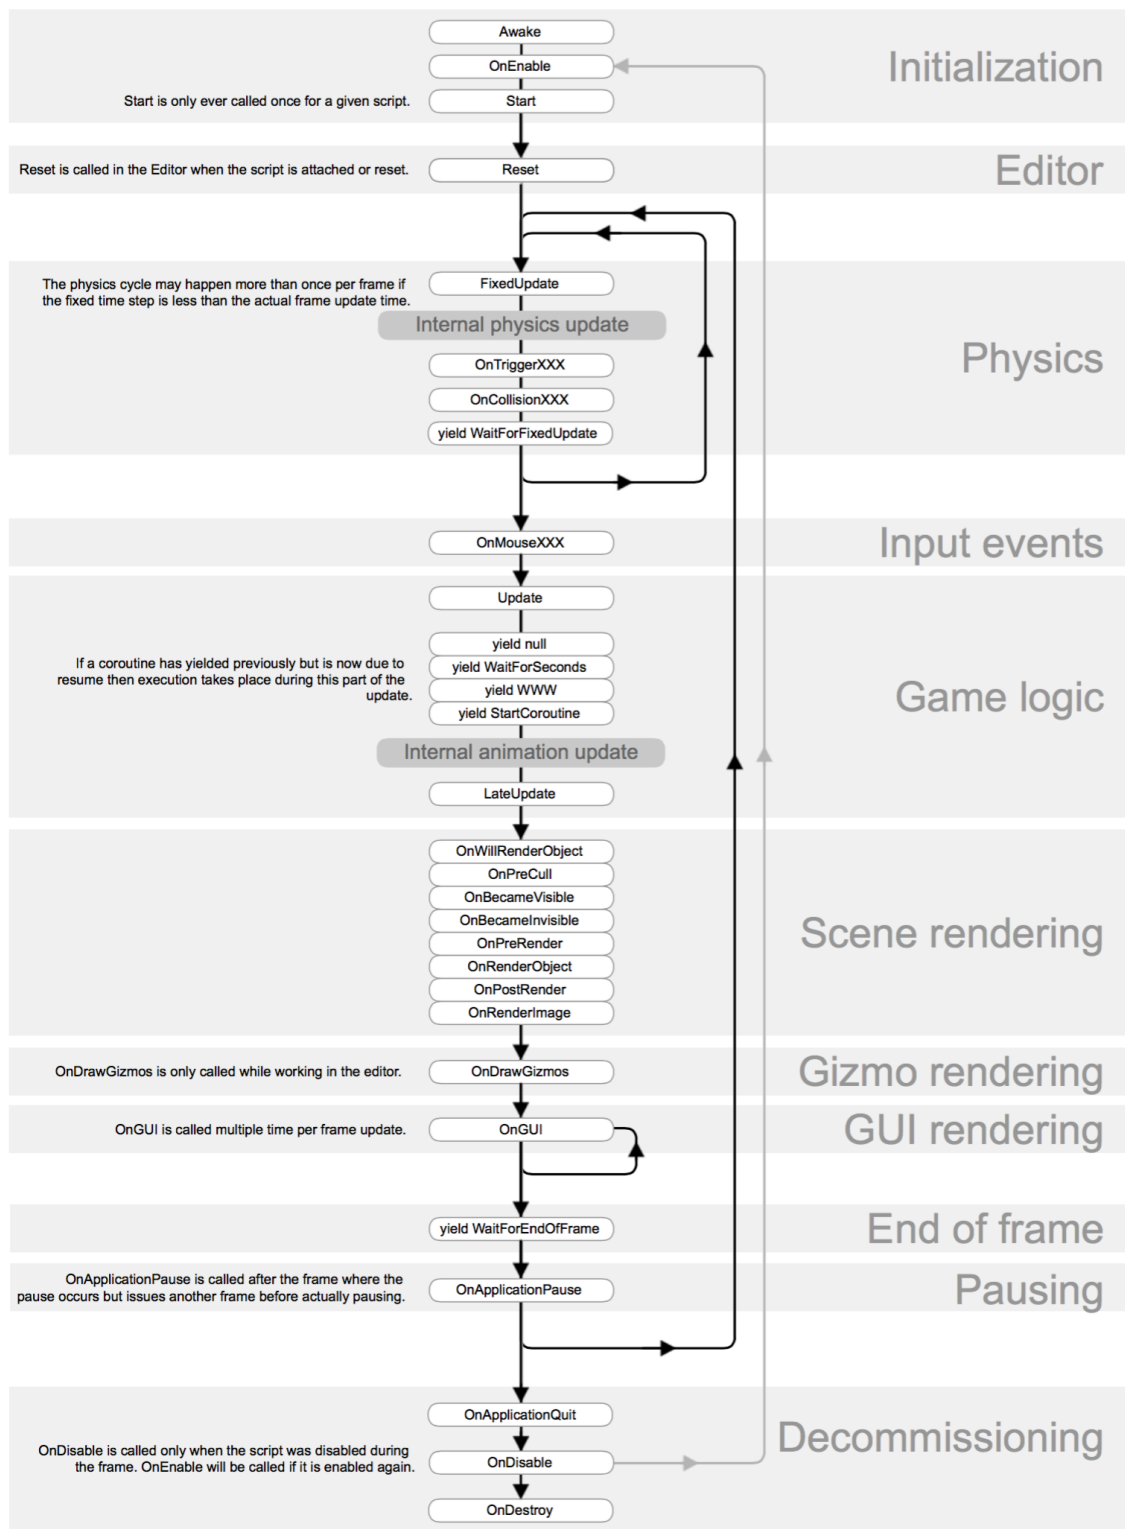 Awake
OnEnable
Initialization
Start is only ever called once for a given script.
Start
Reset is called in the Editor when the script is attached or reset.
Reset
Editor
The physics cycle may happen more than once per frame if
the fixed time step is less than the actual frame update time.
FixedUpdate
Internal physics update
OnTriggerXXX
Physics
OnCollisionXXX
yield WaitForFixedUpdate
OnMouseXXX
Input events
Update
yield null
If a coroutine has yielded previously but is now due to
resume then execution takes place during this part of the
update.
yield WaitForSeconds
yield WWW
yield StartCoroutine
Game logic
Internal animation update
LateUpdate
OnWillRenderObject
OnPreCull
OnBecameVisible
OnBecameInvisible
Scene rendering
OnPreRender
OnRenderObject
OnPostRender
OnRenderImage
OnDrawGizmos is only called while working in the editor.
OnDrawGizmos
Gizmo rendering
OnGUI is called multiple time per frame update.
OnGUI
GUI rendering
yield WaitForEndOfFrame
End of frame
OnApplicationPause is called after the frame where the
pause occurs but issues another frame before actually pausing.
OnApplicationPause
Pausing
OnApplicationQuit
Decommissioning
OnDisable is called only when the script was disabled during
the frame. OnEnable will be called if it is enabled again.
OnDisable
OnDestroy